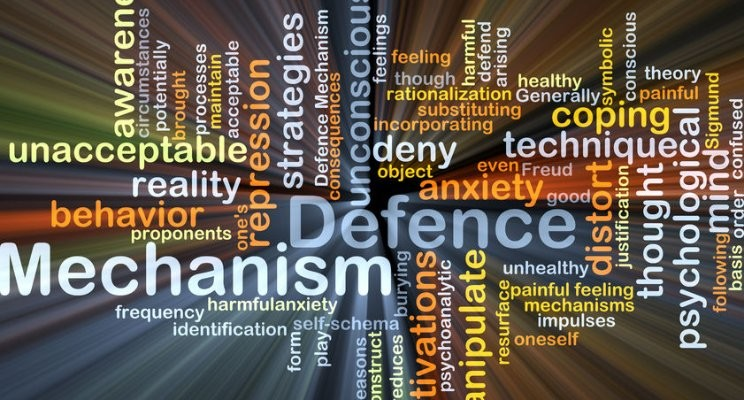 awarene
circumstances
potentially
brought
processes
maintain
acceptable
repression
strategies
Defence Mechanism
consequences
unconscious
feelings
feeling
though
harmful
defend
arising
rationalization
substituting
incorporating
healthy
Generally
symbolic
conscious
theory
painful
coping
Sigmund
unacceptable
deny
technique
object
even
Freud
reality
anxiety
good
behavior
one's
proponents
Defence
distort
justification
thought
psychological
mind
confused
order
basis
following
Mechanism
burying
unhealthy
frequency
harmfulanxiety
identification
self-schema
tivations
psychoanalytic
anipulate
resurface
painful feeling
mechanisms
impulses
oneself
form
play
easons
onstruct
reduces
cal